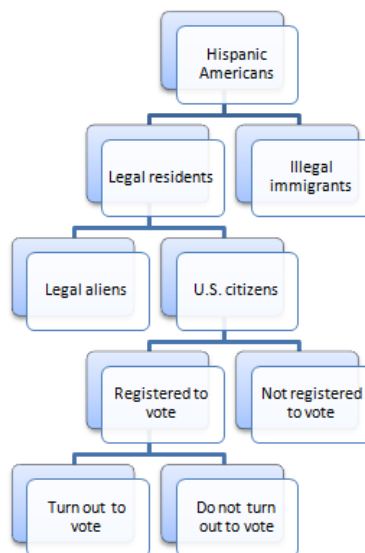 Hispanic
Americans
Legal residents
Illegal
immigrants
Legal aliens
U.S. citizens
Registered to
vote
Not registered
to vote
Turn out to
vote
Do not turn
out to vote